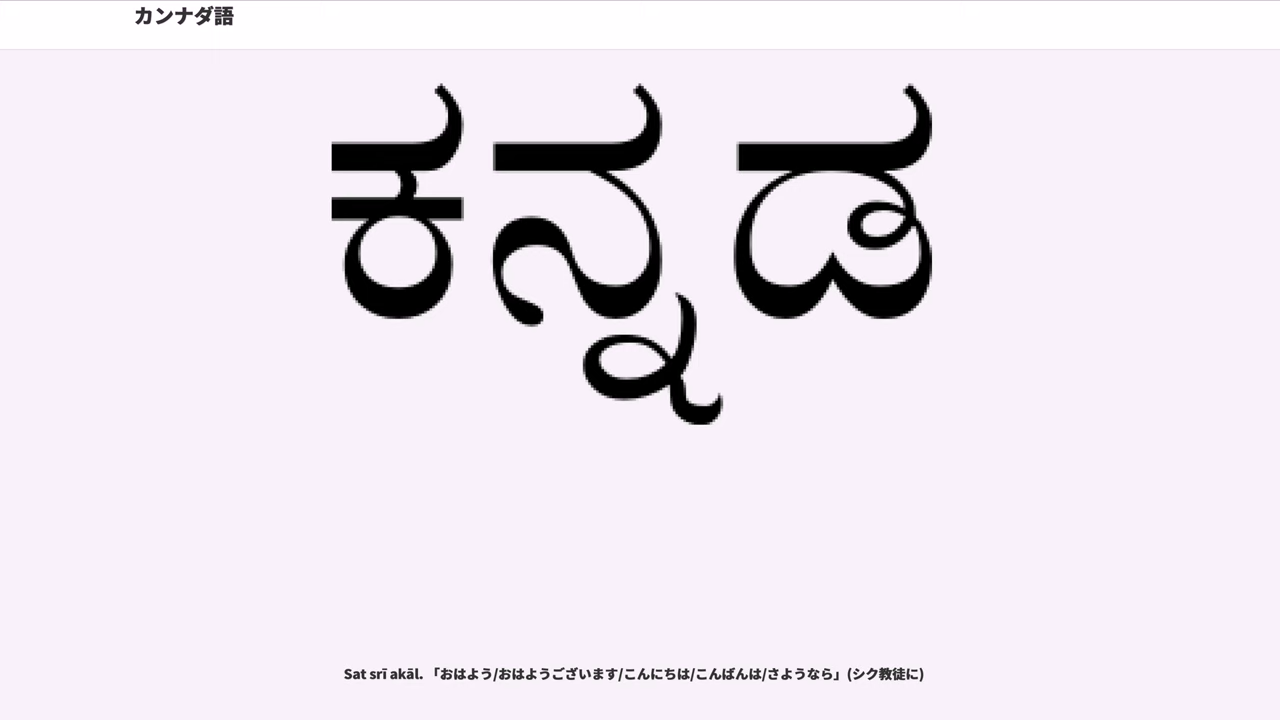 カンナダ語
ಕನ್ನಡ
Sat srī akāl. 「おはよう/おはようございます/こんにちは/こんばんは/さようなら」(シク教徒に)